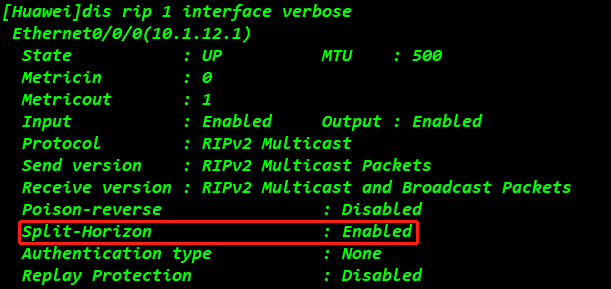 [Huawei]dis rip 1 interface verbose
Ethernet0/0/0(10.1.12.1)
State : UP MTU : 500
Metricin : 0
Metricout : 1
Input : Enabled Output : Enabled
Protocol : RIPv2 Multicast
Send version : RIPv2 Multicast Packets
Receive version : RIPv2 Multicast and Broadcast Packets
Poison-reverse : Disabled
Split-Horizon : Enabled
Authentication type : None
Replay Protection : Disabled